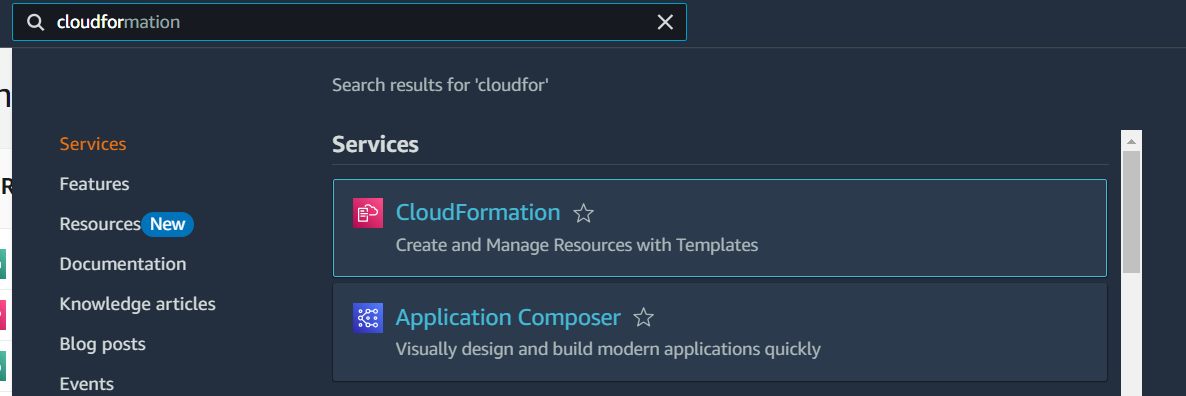 cloudformation
Search results for 'cloudfor'
Services
Features
Resources New
Documentation
Knowledge articles
Blog posts
Events
Services
CloudFormation
Create and Manage Resources with Templates
Application Composer
Visually design and build modern applications quickly
n
R